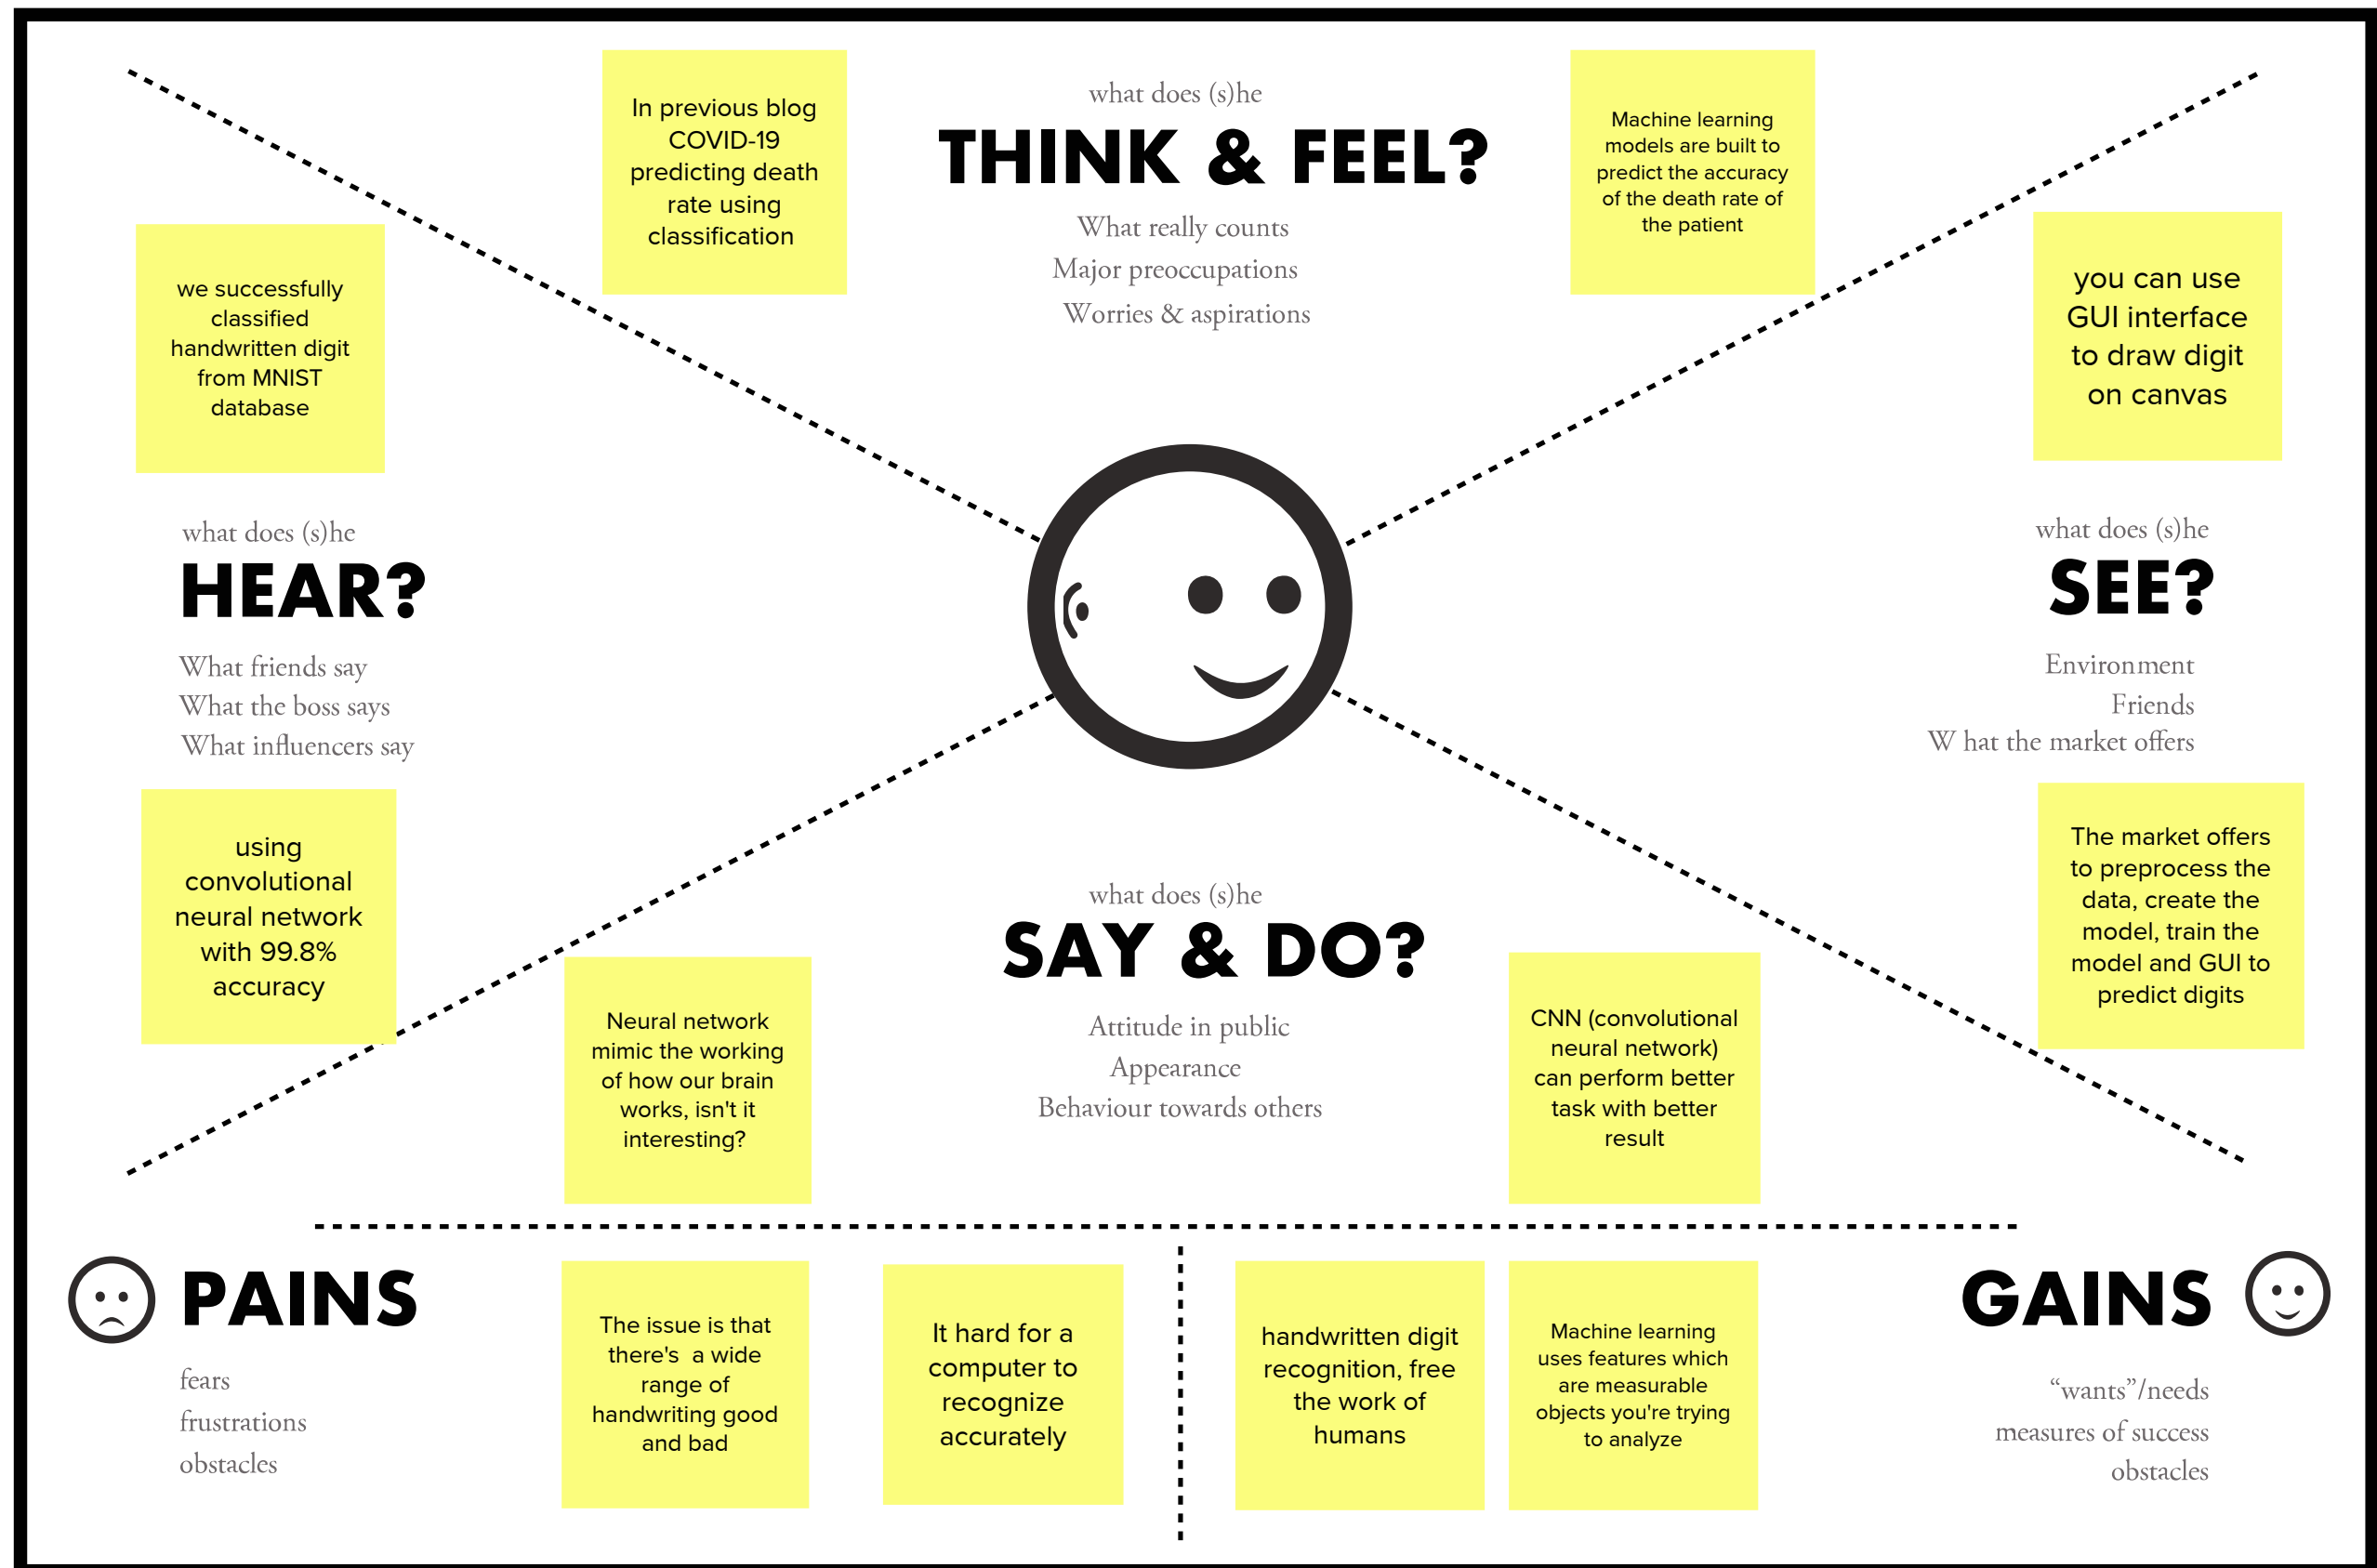 In previous blog
COVID-19
predicting death
rate using
classification
what does (s)he
THINK & FEEL?
What really counts
Major preoccupations
Worries & aspirations
Machine learning
models are built to
predict the accuracy
of the death rate of
the patient
we successfully
classified
handwritten digit
from MNIST
database
what does (s)he
HEAR?
What friends say
What the boss says
What influencers say
using
convolutional
neural network
with 99.8%
accuracy
you can use
GUI interface
to draw digit
on canvas
what does (s)he
SEE?
Environment
Friends
W hat the market offers
The market offers
to preprocess the
data, create the
model, train the
model and GUI to
predict digits
what does (s)he
SAY & DO?
Attitude in public
Appearance
Behaviour towards others
Neural network
mimic the working
of how our brain
works, isn't it
interesting?
CNN (convolutional
neural network)
can perform better
task with better
result
PAINS
fears
frustrations
obstacles
The issue is that
there's  a wide
range of
handwriting good
and bad
It hard for a
computer to
recognize
accurately
handwritten digit
recognition, free
the work of
humans
Machine learning
uses features which
are measurable
objects you're trying
to analyze
GAINS
“wants”/needs
measures of success
obstacles